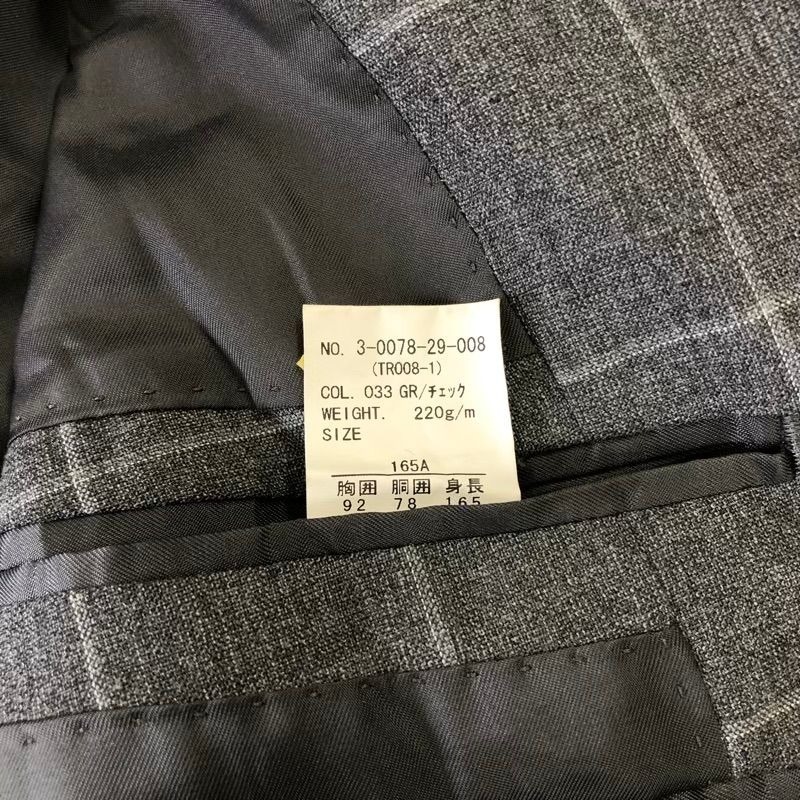 NO. 3-0078-29-008
(TR008-1)
COL. 033 GR/チェック
WEIGHT. 220g/m
SIZE
165A
胸囲 胴囲 身長
92 78 165